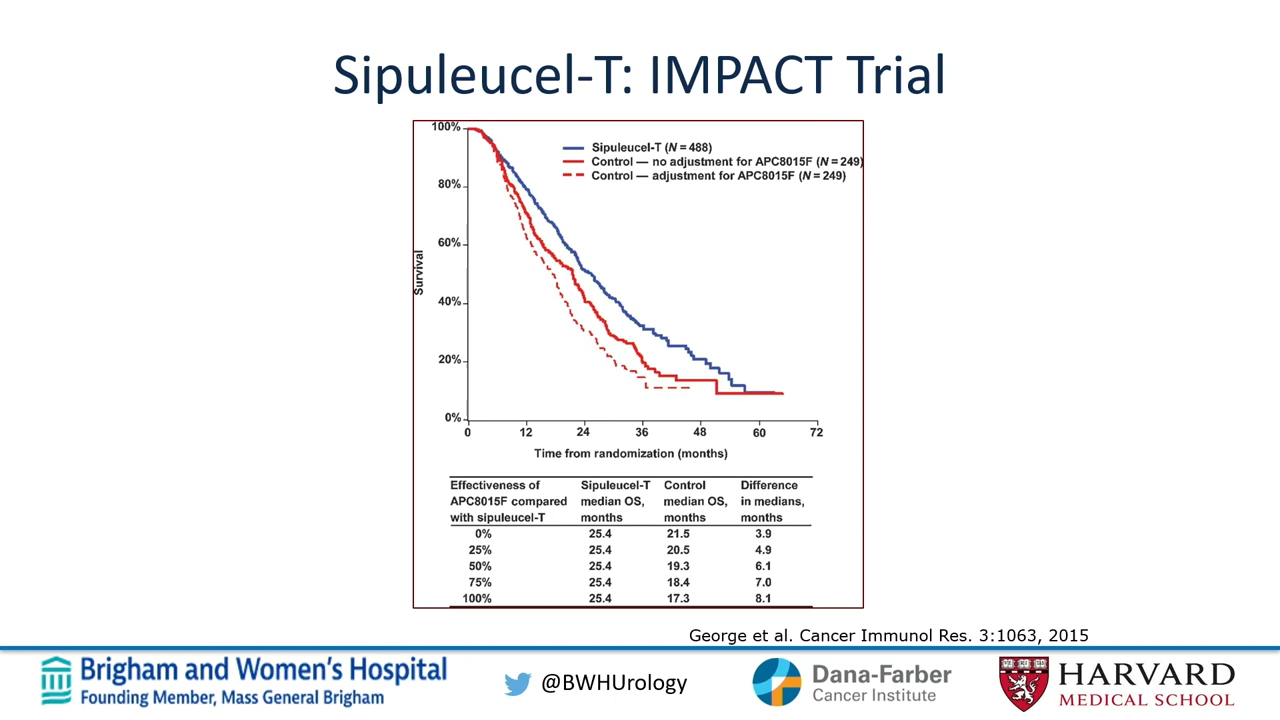 Sipuleucel-T: IMPACT Trial
100%
80%
60%
40%
20%
0%
Survival
Sipuleucel-T (N = 488)
Control — no adjustment for APC8015F (N = 249)
Control — adjustment for APC8015F (N = 249)
0 12 24 36 48 60 72
Time from randomization (months)
Effectiveness of Sipuleucel-T Control Difference
APC8015F compared median OS, median OS, in medians,
with sipuleucel-T months months months
0% 25.4 21.5 3.9
25% 25.4 20.5 4.9
50% 25.4 19.3 6.1
75% 25.4 18.4 7.0
100% 25.4 17.3 8.1
George et al. Cancer Immunol Res. 3:1063, 2015
Brigham and Women's Hospital
Founding Member, Mass General Brigham
@BWHUrology
Dana-Farber
Cancer Institute
HARVARD
MEDICAL SCHOOL